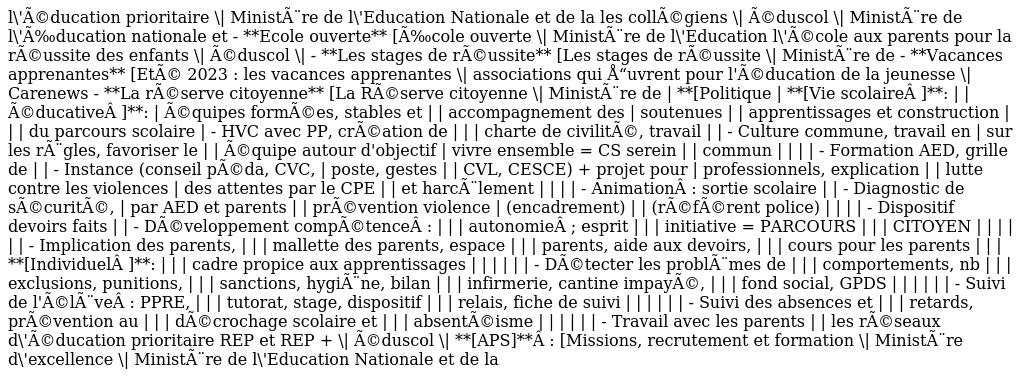 l\'Ã©ducation prioritaire \| MinistÃ¨re de l\'Education Nationale et de la les collÃ©giens \| Ã©duscol \| MinistÃ¨re de
l\'Ã‰ducation nationale et - **Ecole ouverte** [Ã‰cole ouverte \| MinistÃ¨re de l\'Education l\'Ã©cole aux parents pour la
rÃ©ussite des enfants \| Ã©duscol \| - **Les stages de rÃ©ussite** [Les stages de rÃ©ussite \| MinistÃ¨re de - **Vacances
apprenantes** [EtÃ© 2023 : les vacances apprenantes \| associations qui Å“uvrent pour l'Ã©ducation de la jeunesse \|
Carenews - **La rÃ©serve citoyenne** [La RÃ©serve citoyenne \| MinistÃ¨re de | **[Politique | **[Vie scolaireÂ ]**: | |
Ã©ducativeÂ ]**: | Ã©quipes formÃ©es, stables et | | accompagnement des | soutenues | | apprentissages et construction |
| | du parcours scolaire | - HVC avec PP, crÃ©ation de | | | charte de civilitÃ©, travail | | - Culture commune, travail en | sur
les rÃ¨gles, favoriser le | | Ã©quipe autour d'objectif | vivre ensemble = CS serein | | commun | | | | - Formation AED, grille
de | | - Instance (conseil pÃ©da, CVC, | poste, gestes | | CVL, CESCE) + projet pour | professionnels, explication | | lutte
contre les violences | des attentes par le CPE | | et harcÃ¨lement | | | | - AnimationÂ : sortie scolaire | | - Diagnostic de
sÃ©curitÃ©, | par AED et parents | | prÃ©vention violence | (encadrement) | | (rÃ©fÃ©rent police) | | | | - Dispositif
devoirs faits | | - DÃ©veloppement compÃ©tenceÂ : | | | autonomieÂ ; esprit | | | initiative = PARCOURS | | | CITOYEN | | | | |
| | - Implication des parents, | | | mallette des parents, espace | | | parents, aide aux devoirs, | | | cours pour les parents | | |
**[IndividuelÂ ]**: | | | cadre propice aux apprentissages | | | | | | - DÃ©tecter les problÃ¨mes de | | | comportements, nb | | |
exclusions, punitions, | | | sanctions, hygiÃ¨ne, bilan | | | infirmerie, cantine impayÃ©, | | | fond social, GPDS | | | | | | - Suivi
de l'Ã©lÃ¨veÂ : PPRE, | | | tutorat, stage, dispositif | | | relais, fiche de suivi | | | | | | - Suivi des absences et | | | retards,
prÃ©vention au | | | dÃ©crochage scolaire et | | | absentÃ©isme | | | | | | - Travail avec les parents | | les rÃ©seaux
d\'Ã©ducation prioritaire REP et REP + \| Ã©duscol \| **[APS]**Â : [Missions, recrutement et formation \| MinistÃ¨re
d\'excellence \| MinistÃ¨re de l\'Education Nationale et de la